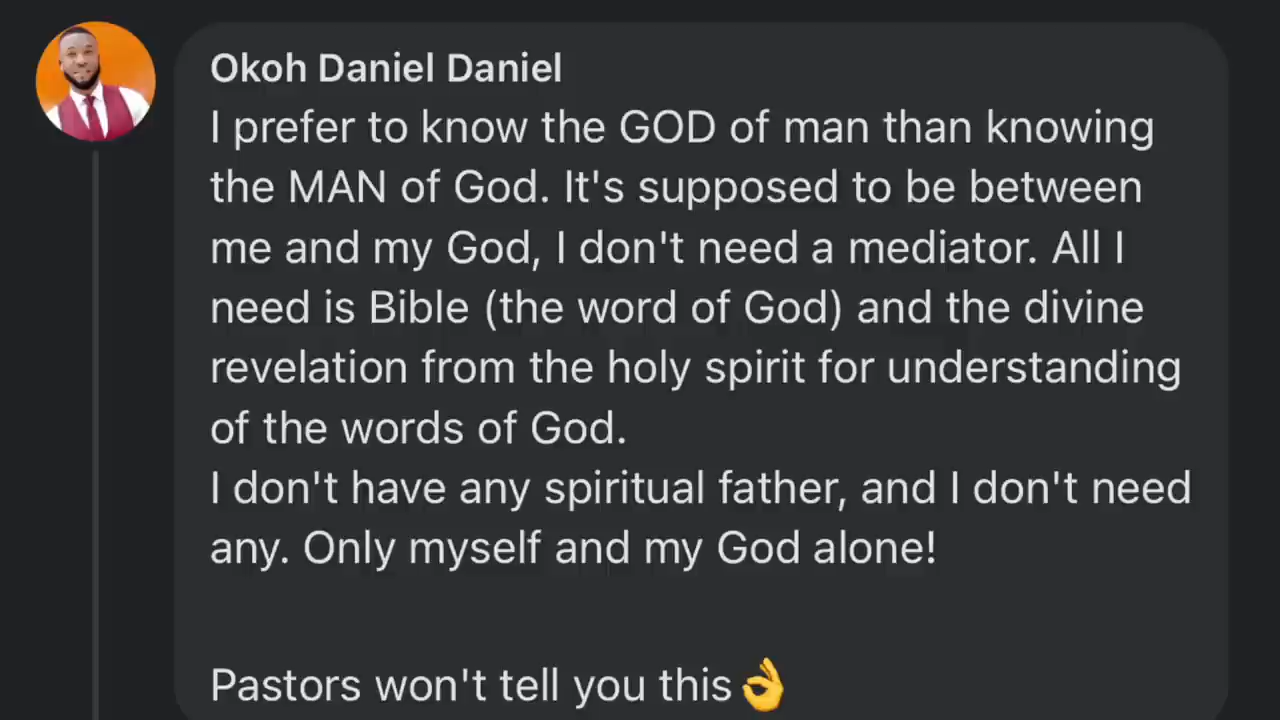 Okoh Daniel Daniel
I prefer to know the GOD of man than knowing
the MAN of God. It's supposed to be between
me and my God, I don't need a mediator. All I
need is Bible (the word of God) and the divine
revelation from the holy spirit for understanding
of the words of God.
I don't have any spiritual father, and I don't need
any. Only myself and my God alone!
Pastors won't tell you this👌